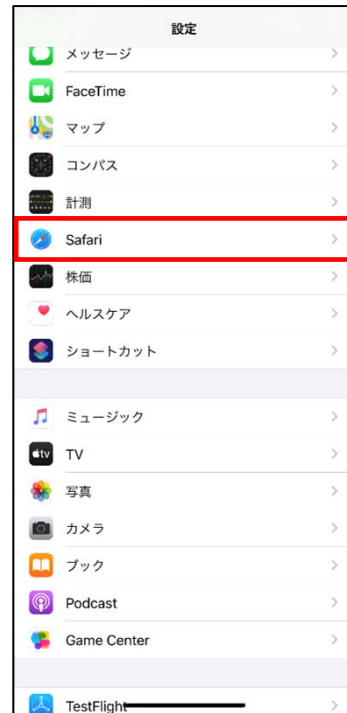 設定
メッセージ
FaceTime
マップ
コンパス
計測
Safari
株価
ヘルスケア
ショートカット
ミュージック
tv TV
写真
カメラ
ブック
Podcast
Game Center
TestFlight